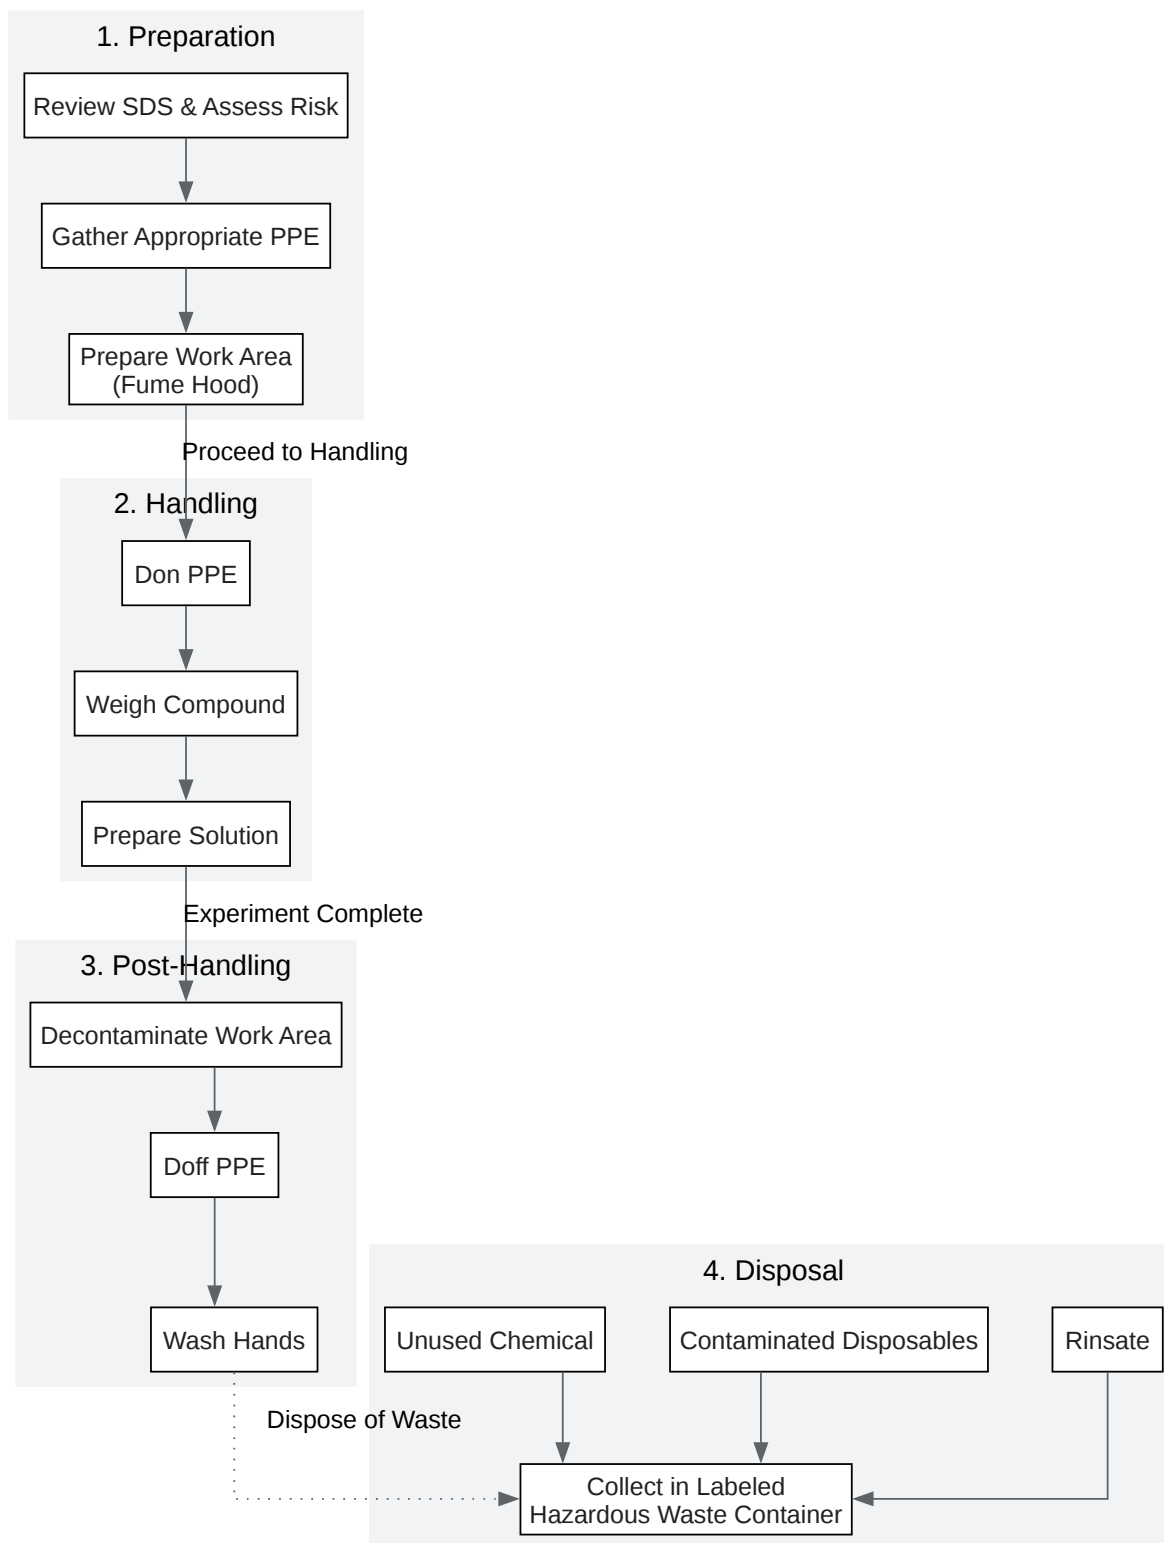 1. Preparation
Review SDS & Assess Risk
Gather Appropriate PPE
Prepare Work Area
(Fume Hood)
Proceed to Handling
2. Handling
Don PPE
Weigh Compound
Prepare Solution
Experiment Complete
3. Post-Handling
Decontaminate Work Area
Doff PPE
Wash Hands
Dispose of Waste
4. Disposal
Unused Chemical
Contaminated Disposables
Rinsate
Collect in Labeled
Hazardous Waste Container